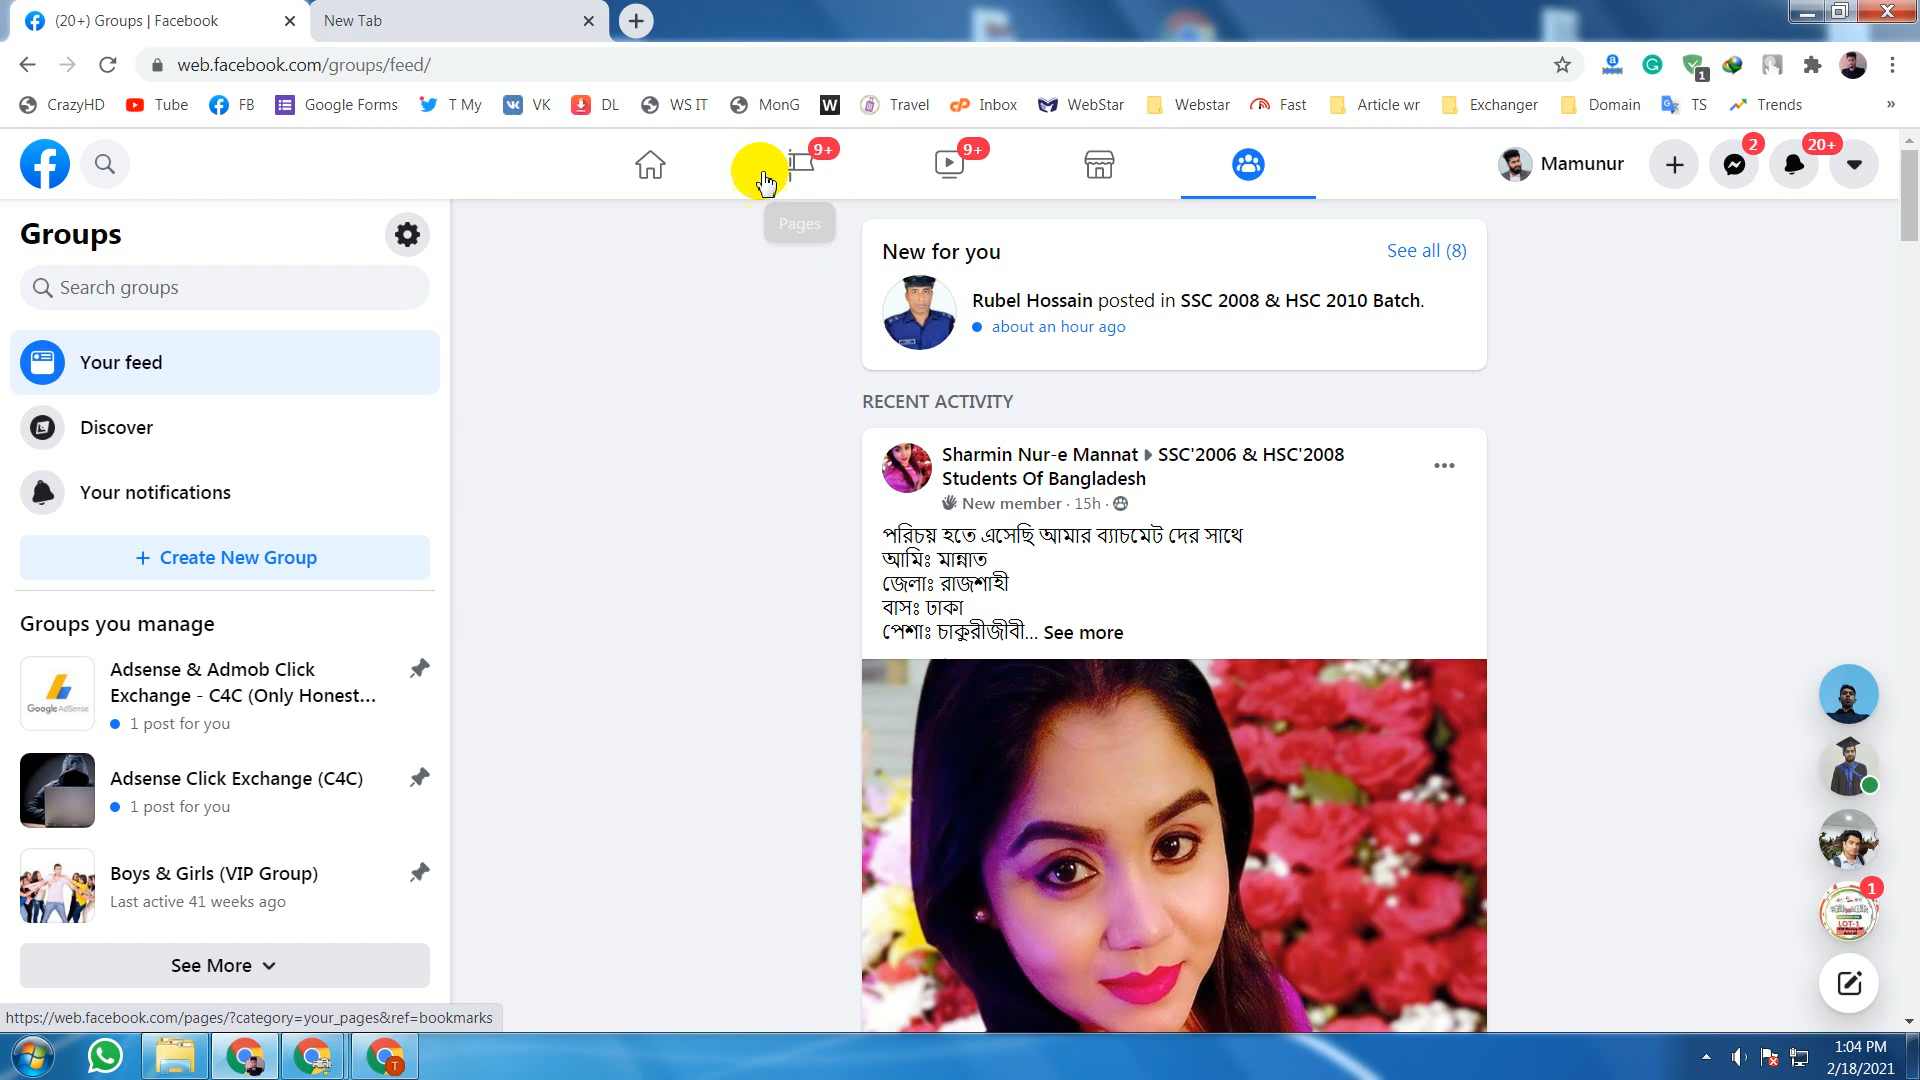 (20+) Groups | Facebook
New Tab
web.facebook.com/groups/feed/
1
CrazyHD
Tube
FB
Google Forms
T My
VK
DL
WS IT
MonG
W
Travel
Inbox
WebStar
Webstar
Fast
Article wr
Exchanger
Domain
TS
Trends
»
9+
9+
Mamunur
2
20+
Pages
Groups
Search groups
Your feed
Discover
Your notifications
+ Create New Group
Groups you manage
Google AdSense
Adsense & Admob Click
Exchange - C4C (Only Honest...
1 post for you
Adsense Click Exchange (C4C)
1 post for you
Boys & Girls (VIP Group)
Last active 41 weeks ago
See More
New for you
See all (8)
Rubel Hossain posted in SSC 2008 & HSC 2010 Batch.
about an hour ago
RECENT ACTIVITY
Sharmin Nur-e Mannat SSC'2006 & HSC'2008
Students Of Bangladesh
New member · 15h ·
পরিচয় হতে এসেছি আমার ব্যাচমেট দের সাথে
আমিঃ মান্নাত
জেলাঃ রাজশাহী
বাসঃ ঢাকা
পেশাঃ চাকুরীজীবী... See more
1
LOT-1
https://web.facebook.com/pages/?category=your_pages&ref=bookmarks
T
1:04 PM
2/18/2021